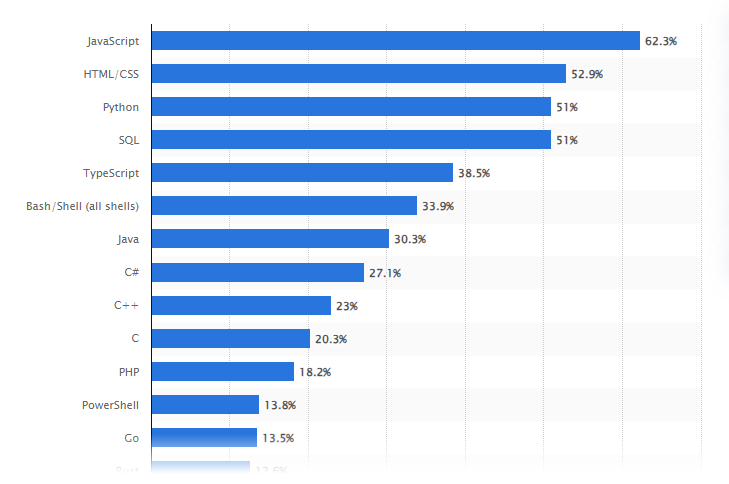 JavaScript 62.3%
HTML/CSS 52.9%
Python 51%
SQL 51%
TypeScript 38.5%
Bash/Shell (all shells) 33.9%
Java 30.3%
C# 27.1%
C++ 23%
C 20.3%
PHP 18.2%
PowerShell 13.8%
Go 13.5%